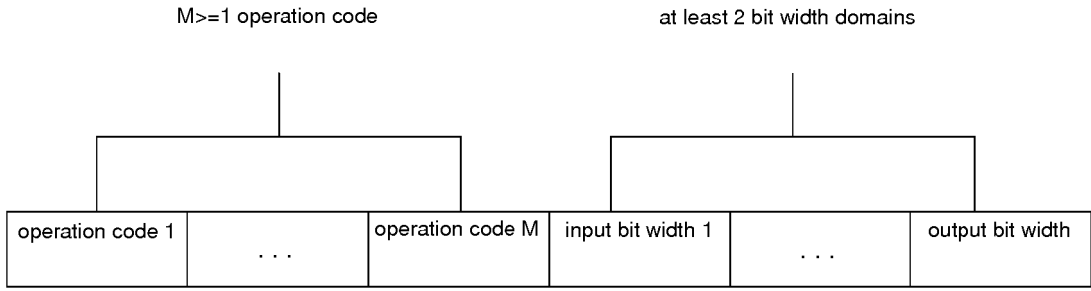 M>=1 operation code
at least 2 bit width domains
operation code 1
. . .
operation code M
input bit width 1
. . .
output bit width